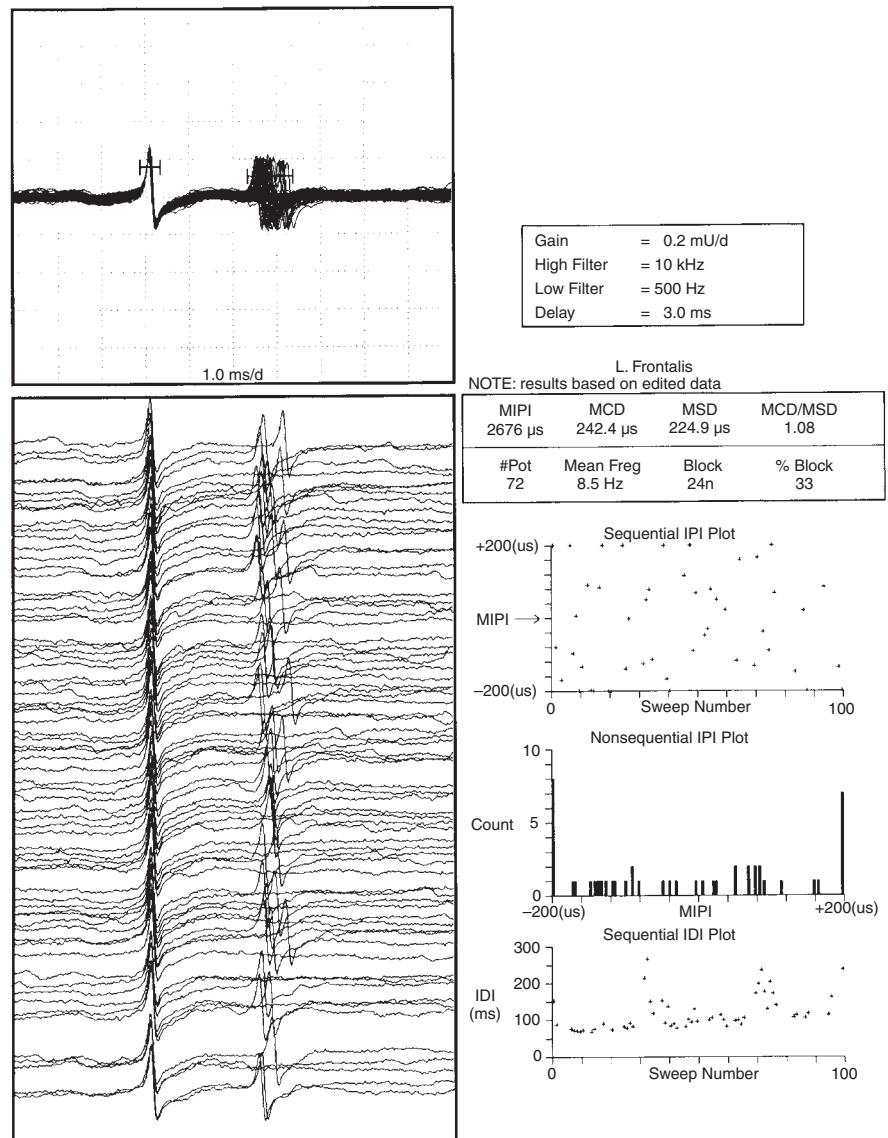 1.0 ms/d
Gain = 0.2 mU/d
High Filter = 10 kHz
Low Filter = 500 Hz
Delay = 3.0 ms
L. Frontalis
NOTE: results based on edited data
MIPI MCD MSD MCD/MSD
2676 µs 242.4 µs 224.9 µs 1.08
#Pot Mean Freq Block % Block
72 8.5 Hz 24n 33
Sequential IPI Plot
+200(us)
MIPI
–200(us)
0 100
Sweep Number
Nonsequential IPI Plot
10
5
0
Count
–200(us) MIPI +200(us)
Sequential IDI Plot
300
200
100
0
IDI
(ms)
0 100
Sweep Number